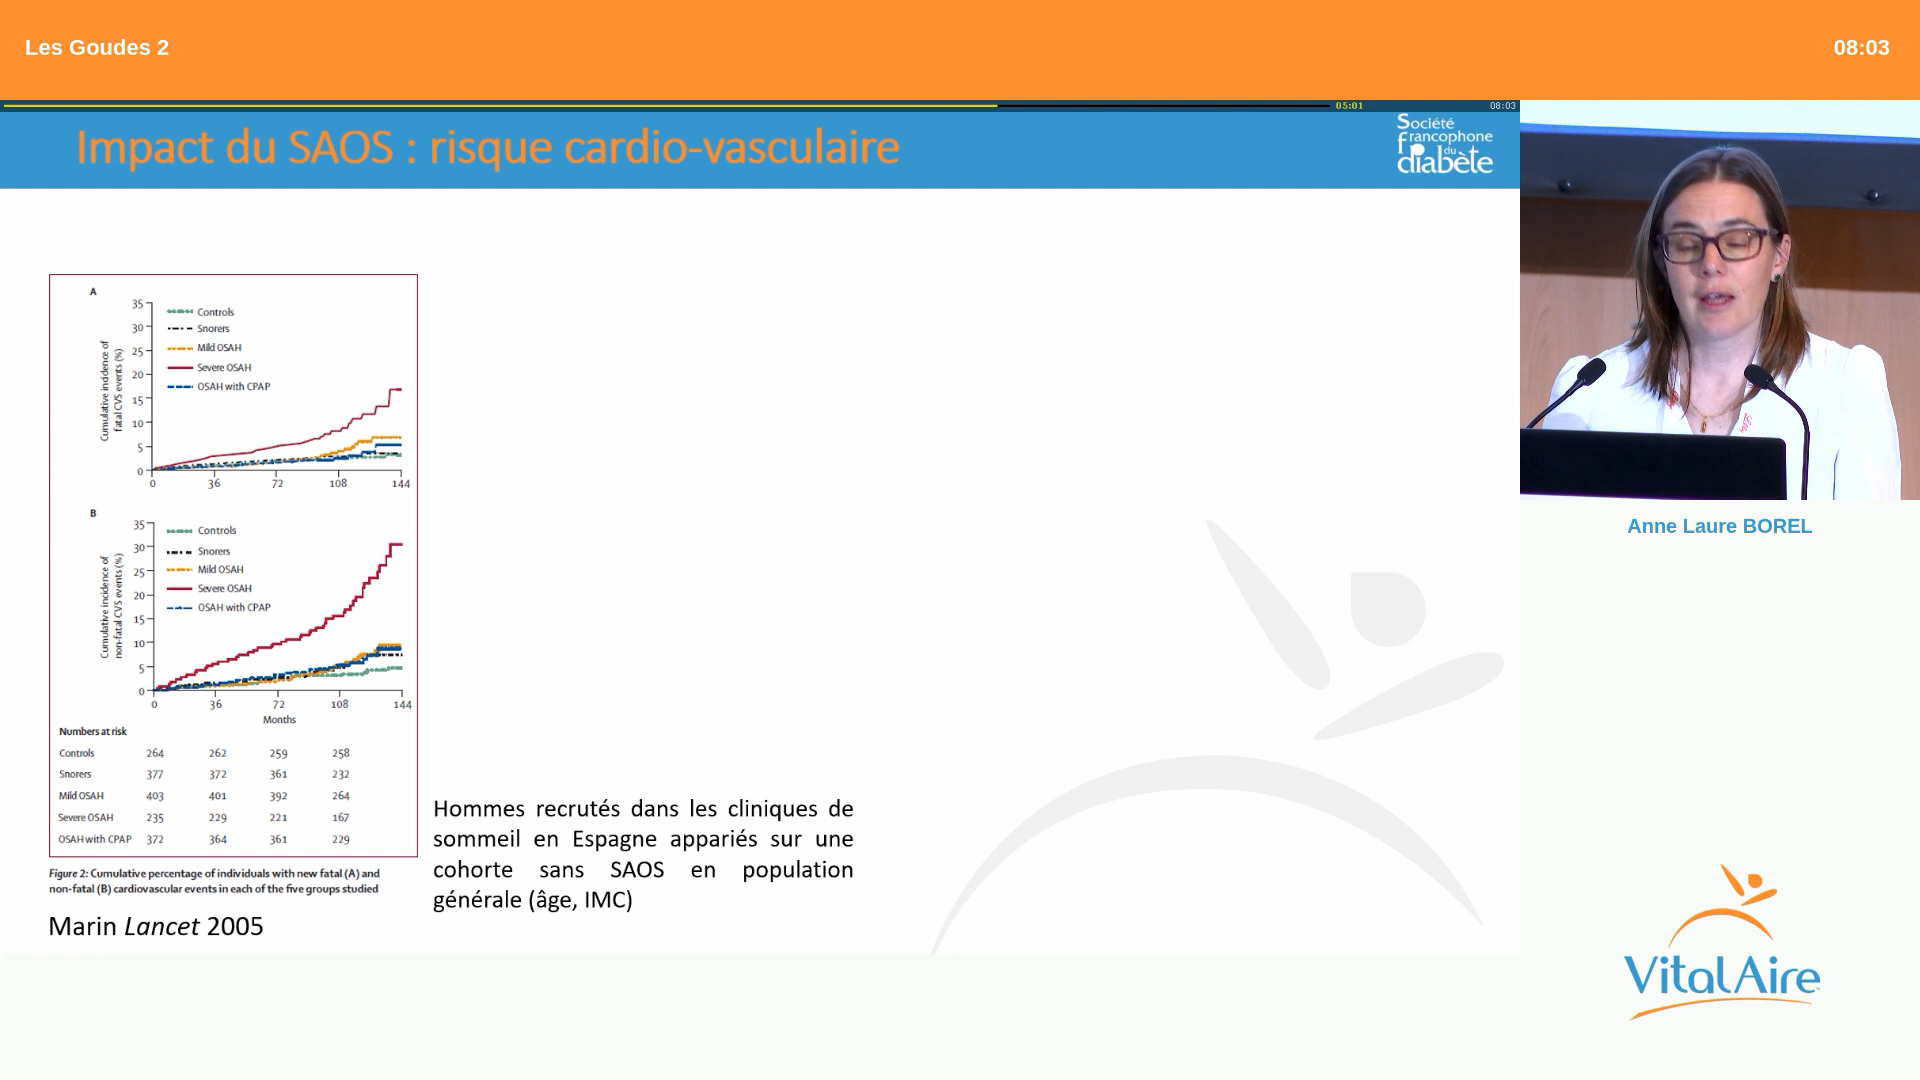 Les Goudes 2
08:03
05:01
08:03
Impact du SAOS : risque cardio-vasculaire
Société
francophone
du
diabète
A
Cumulative incidence of
fatal CVS events (%)
35
30
25
20
15
10
5
0
Controls
Snorers
Mild OSAH
Severe OSAH
OSAH with CPAP
0 36 72 108 144
B
Cumulative incidence of
non-fatal CVS events (%)
35
30
25
20
15
10
5
0
Controls
Snorers
Mild OSAH
Severe OSAH
OSAH with CPAP
0 36 72 108 144
Months
Numbers at risk
Controls 264 262 259 258
Snorers 377 372 361 232
Mild OSAH 403 401 392 264
Severe OSAH 235 229 221 167
OSAH with CPAP 372 364 361 229
Figure 2: Cumulative percentage of individuals with new fatal (A) and
non-fatal (B) cardiovascular events in each of the five groups studied
Marin Lancet 2005
Hommes recrutés dans les cliniques de
sommeil en Espagne appariés sur une
cohorte sans SAOS en population
générale (âge, IMC)
Anne Laure BOREL
VitalAire